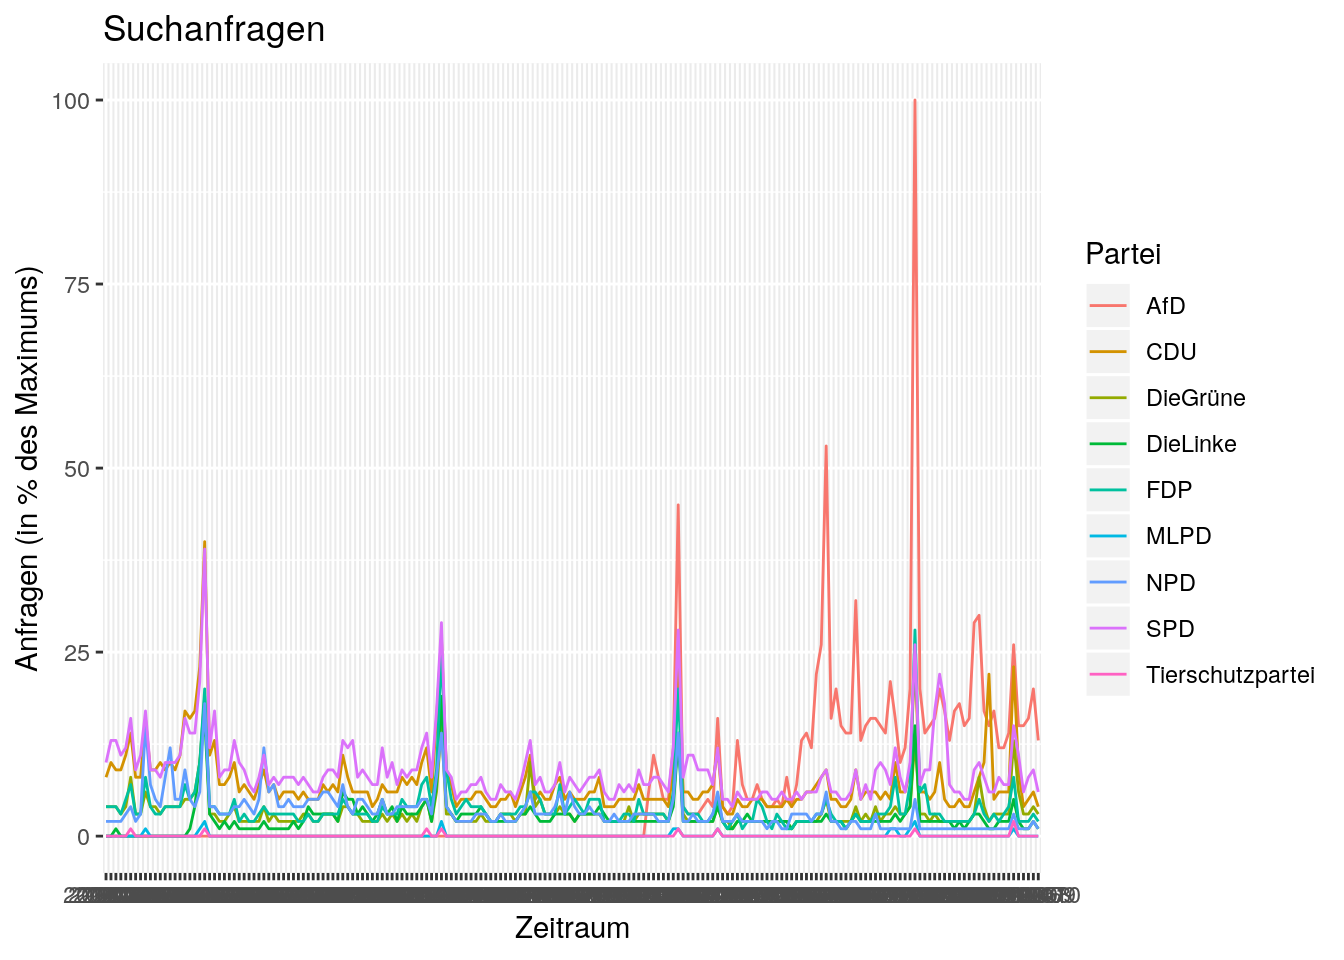 Suchanfragen
Anfragen (in % des Maximums)
100
75
50
25
0
Zeitraum
Partei
AfD
CDU
DieGrüne
DieLinke
FDP
MLPD
NPD
SPD
Tierschutzpartei